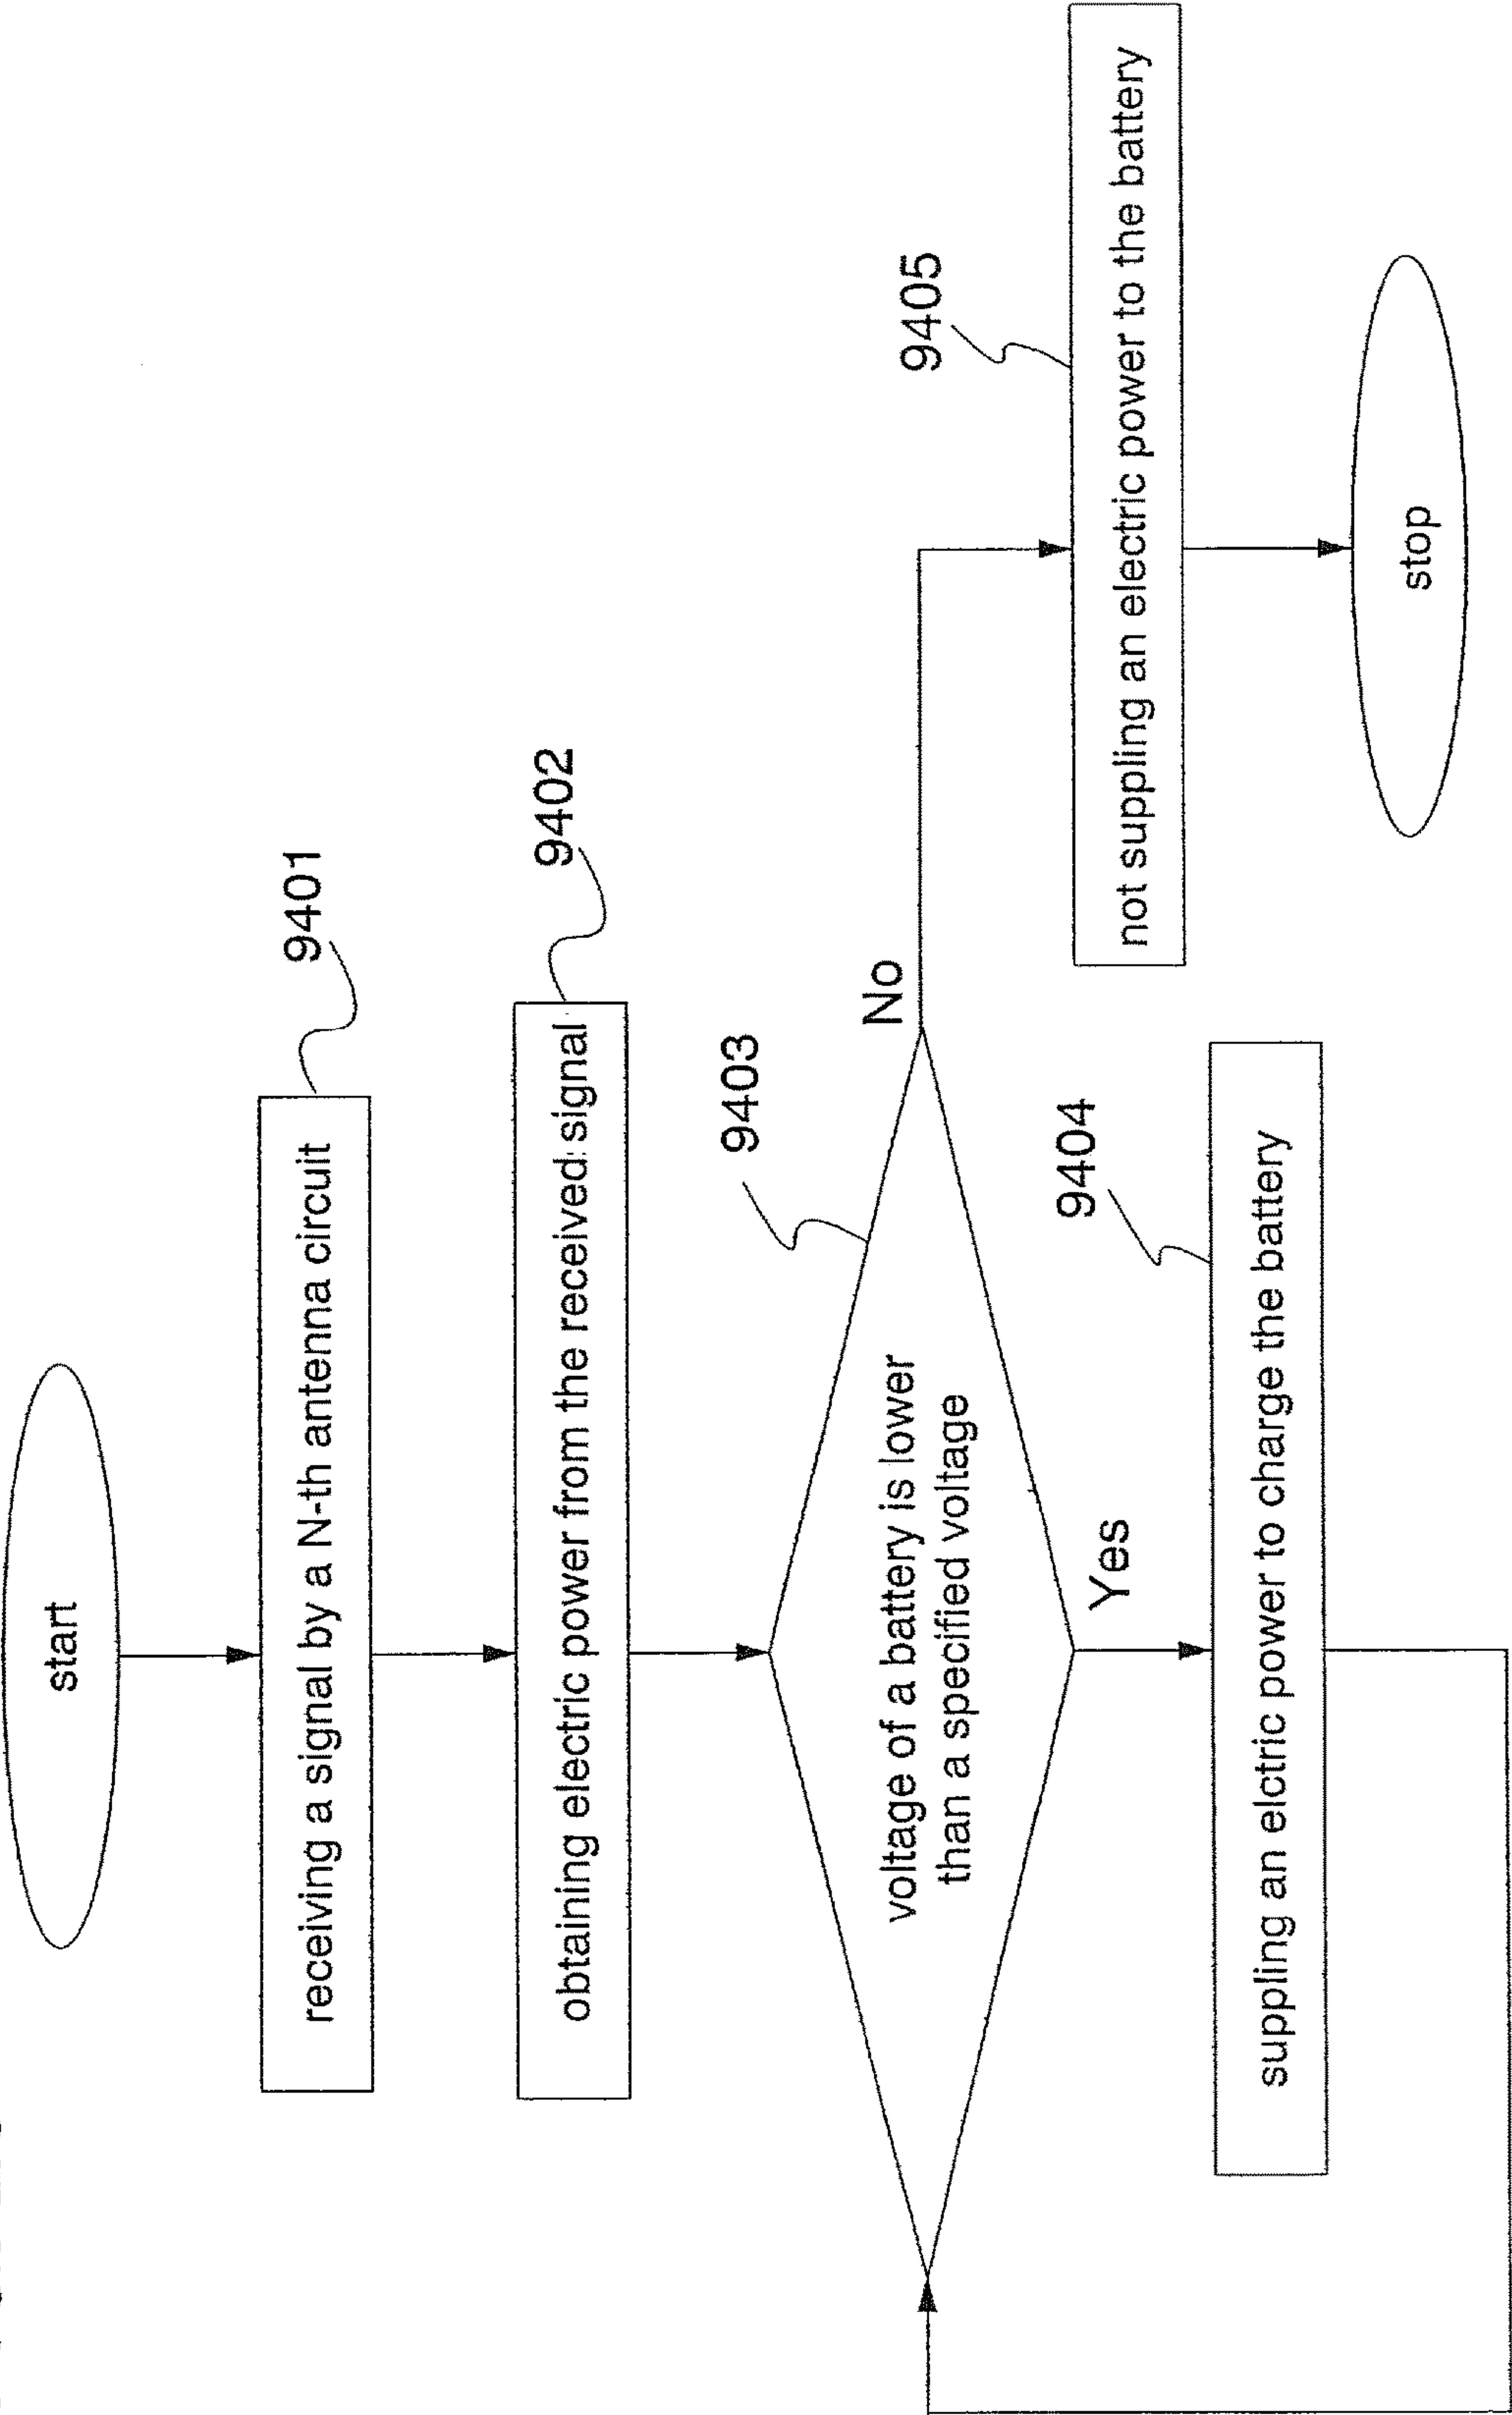 start
9401
receiving a signal by a N-th antenna circuit
9402
obtaining electric power from the received signal
9403
voltage of a battery is lower
than a specified voltage
No
Yes
9404
suppling an elctric power to charge the battery
9405
not suppling an electric power to the battery
stop